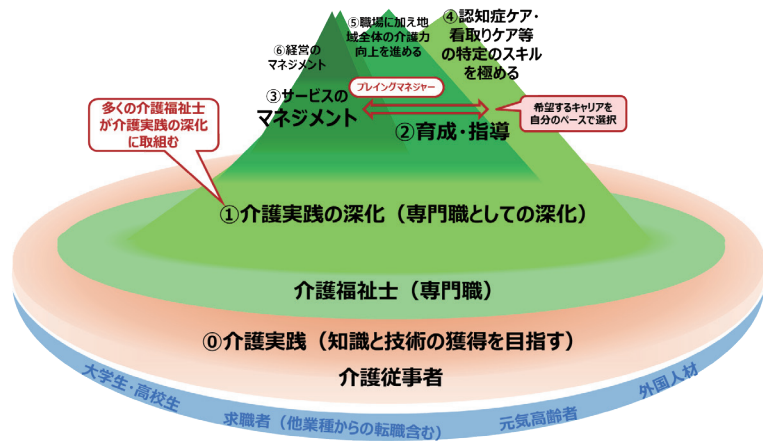 ⑤職場に加え地
域全体の介護力
向上を進める
④認知症ケア・
看取りケア等
の特定のスキル
を極める
⑥経営の
マネジメント
③サービスの
マネジメント
プレイングマネジャー
②育成・指導
希望するキャリアを
自分のペースで選択
多くの介護福祉士
が介護実践の深化
に取組む
①介護実践の深化（専門職としての深化）
介護福祉士（専門職）
⓪介護実践（知識と技術の獲得を目指す）
介護従事者
大学生・高校生
求職者（他業種からの転職含む）
元気高齢者
外国人材